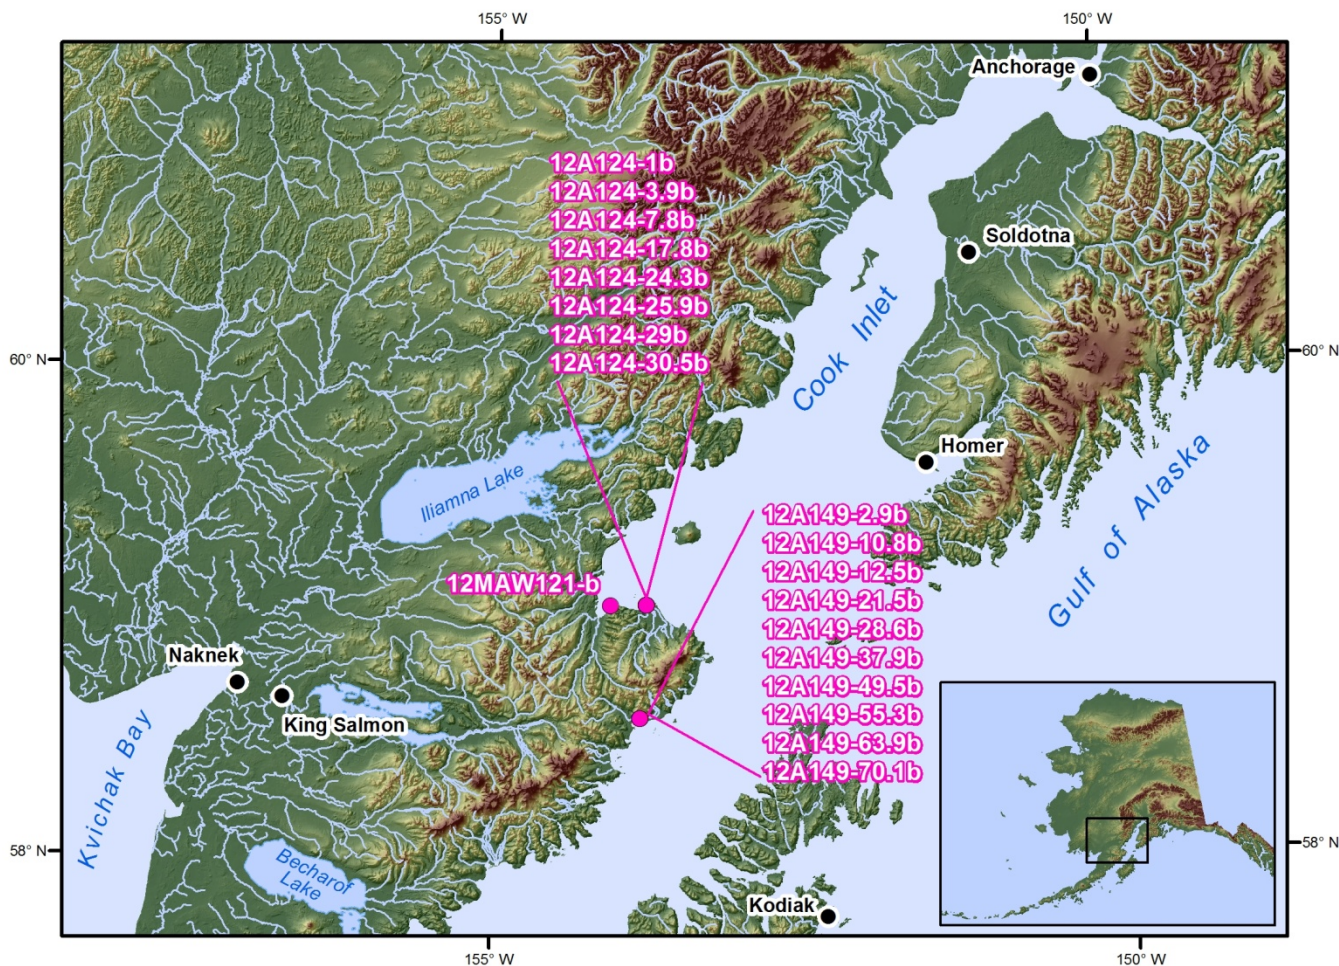 155° W
150° W
Anchorage
12A124-1b
12A124-3.9b
12A124-7.8b
12A124-17.8b
12A124-24.3b
12A124-25.9b
12A124-29b
12A124-30.5b
Soldotna
60° N
60° N
Cook Inlet
Homer
Iliamna Lake
Gulf of Alaska
12A149-2.9b
12A149-10.8b
12A149-12.5b
12A149-21.5b
12A149-28.6b
12A149-37.9b
12A149-49.5b
12A149-55.3b
12A149-63.9b
12A149-70.1b
12MAW121-b
Naknek
King Salmon
Kvichak Bay
58° N
58° N
Becharof
Lake
Kodiak
155° W
150° W